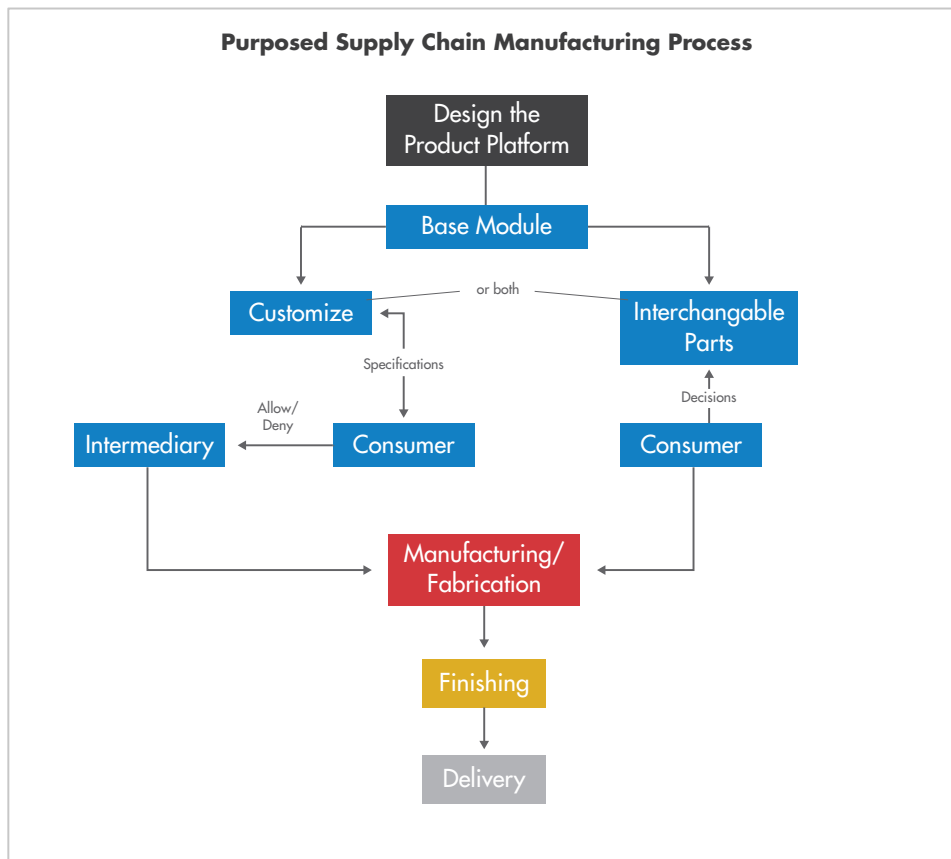 Purposed Supply Chain Manufacturing Process
Design the
Product Platform
Base Module
or both
Customize
Interchangable
Parts
Specifications
Decisions
Allow/
Deny
Intermediary
Consumer
Consumer
Manufacturing/
Fabrication
Finishing
Delivery